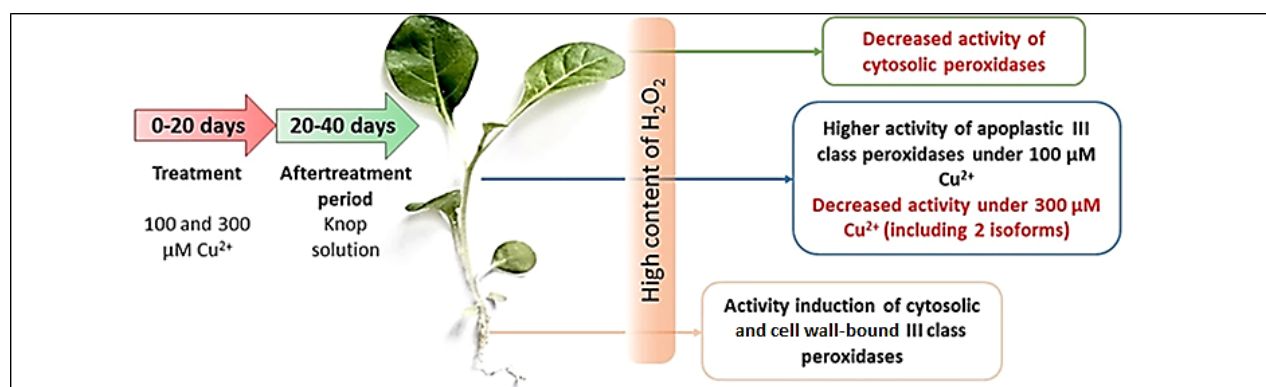 0-20 days
Treatment
100 and 300
µM Cu²⁺
20-40 days
Aftertreatment
period
Knop
solution
High content of H₂O₂
Decreased activity of
cytosolic peroxidases
Higher activity of apoplastic III
class peroxidases under 100 µM
Cu²⁺
Decreased activity under 300 µM
Cu²⁺ (including 2 isoforms)
Activity induction of cytosolic
and cell wall-bound III class
peroxidases